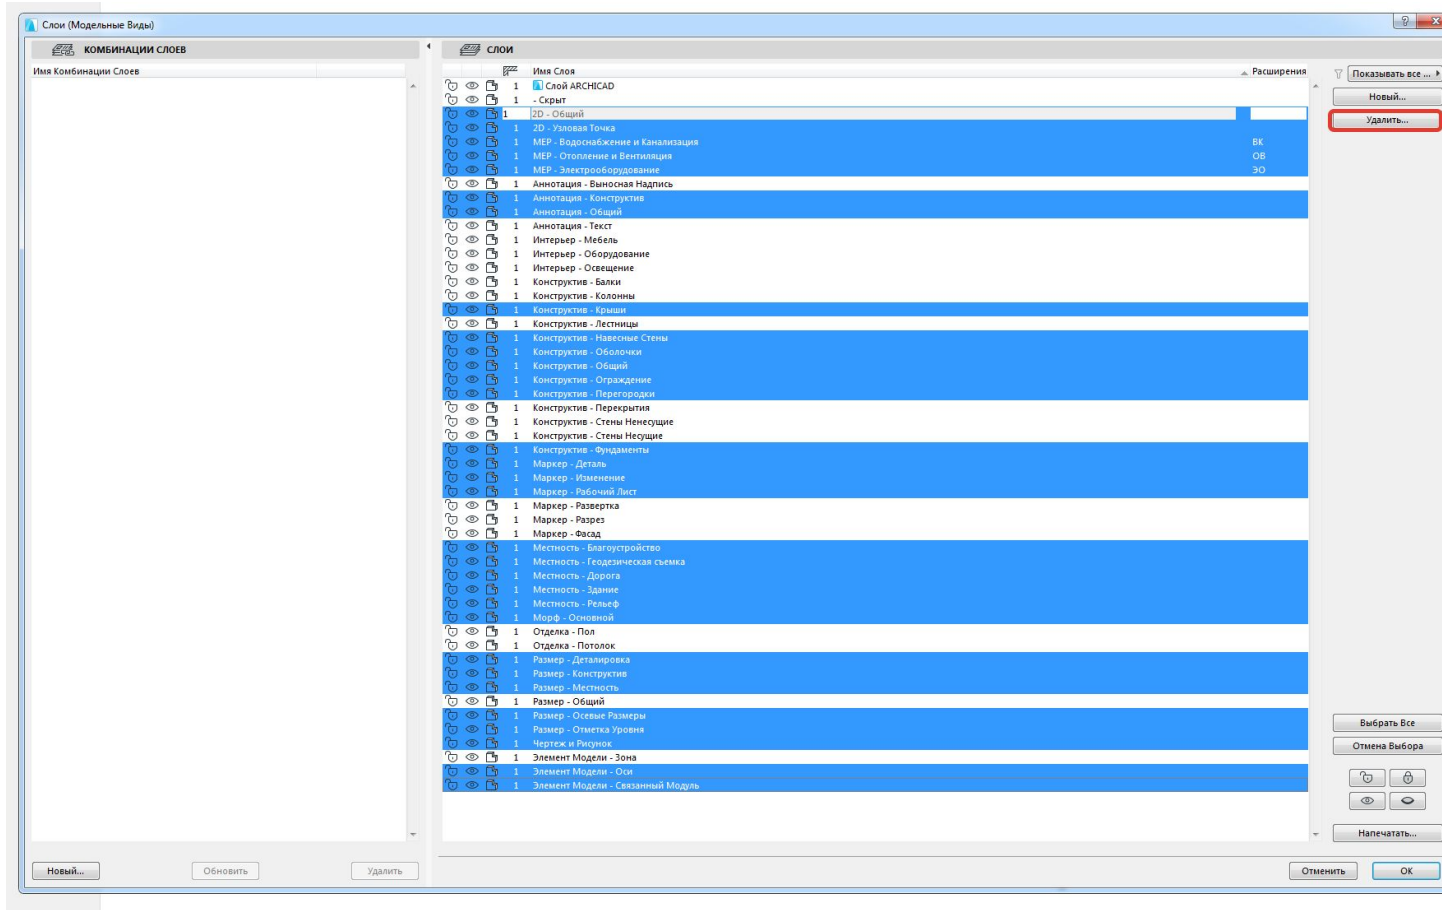 Слои (Модельные Виды)
КОМБИНАЦИИ СЛОЕВ
Имя Комбинации Слоев
Новый...
Обновить
Удалить
СЛОИ
Имя Слоя Расширения
1 Слой ARCHICAD
1 - Скрыт
1 2D - Общий
1 2D - Узловая Точка
1 МЕР - Водоснабжение и Канализация ВК
1 МЕР - Отопление и Вентиляция ОВ
1 МЕР - Электрооборудование ЭО
1 Аннотация - Выносная Надпись
1 Аннотация - Конструктив
1 Аннотация - Общий
1 Аннотация - Текст
1 Интерьер - Мебель
1 Интерьер - Оборудование
1 Интерьер - Освещение
1 Конструктив - Балки
1 Конструктив - Колонны
1 Конструктив - Крыши
1 Конструктив - Лестницы
1 Конструктив - Навесные Стены
1 Конструктив - Оболочки
1 Конструктив - Общий
1 Конструктив - Ограждение
1 Конструктив - Перегородки
1 Конструктив - Перекрытия
1 Конструктив - Стены Ненесущие
1 Конструктив - Стены Несущие
1 Конструктив - Фундаменты
1 Маркер - Деталь
1 Маркер - Изменение
1 Маркер - Рабочий Лист
1 Маркер - Развертка
1 Маркер - Разрез
1 Маркер - Фасад
1 Местность - Благоустройство
1 Местность - Геодезическая съемка
1 Местность - Дорога
1 Местность - Здание
1 Местность - Рельеф
1 Морф - Основной
1 Отделка - Пол
1 Отделка - Потолок
1 Размер - Деталировка
1 Размер - Конструктив
1 Размер - Местность
1 Размер - Общий
1 Размер - Осевые Размеры
1 Размер - Отметка Уровня
1 Чертеж и Рисунок
1 Элемент Модели - Зона
1 Элемент Модели - Оси
1 Элемент Модели - Связанный Модуль
Показывать все ...
Новый...
Удалить...
Выбрать Все
Отмена Выбора
Напечатать...
Отменить
ОК